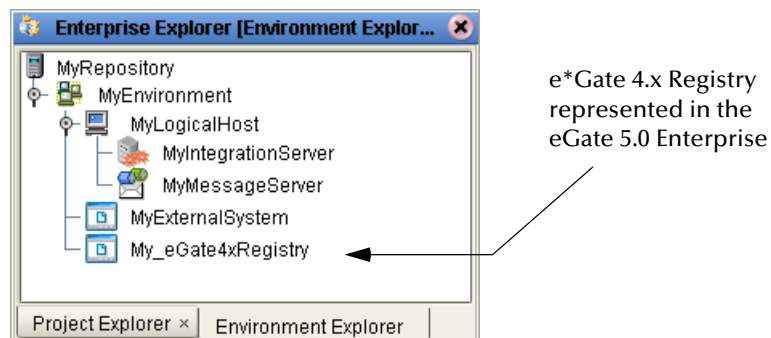 Enterprise Explorer [Environment Explor...
MyRepository
MyEnvironment
MyLogicalHost
MyIntegrationServer
MyMessageServer
MyExternalSystem
My_eGate4xRegistry
Project Explorer ×
Environment Explorer
e*Gate 4.x Registry
represented in the
eGate 5.0 Enterprise